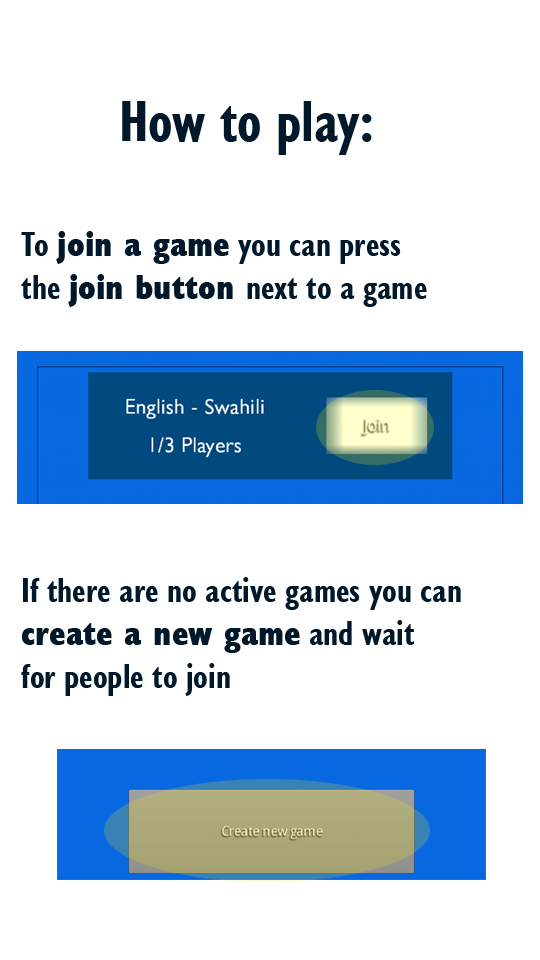 How to play:
To join a game you can press
the join button next to a game
English - Swahili
Join
1/3 Players
If there are no active games you can
create a new game and wait
for people to join
Create new game